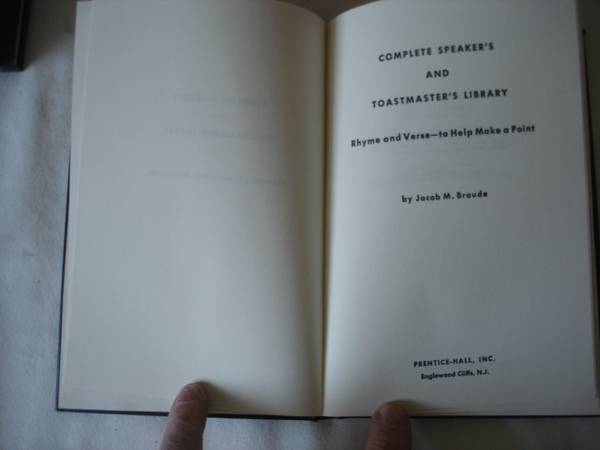 COMPLETE SPEAKER'S
AND
TOASTMASTER'S LIBRARY
Rhyme and Verse—to Help Make a Point
by Jacob M. Braude
PRENTICE-HALL, INC.
Englewood Cliffs, N.J.